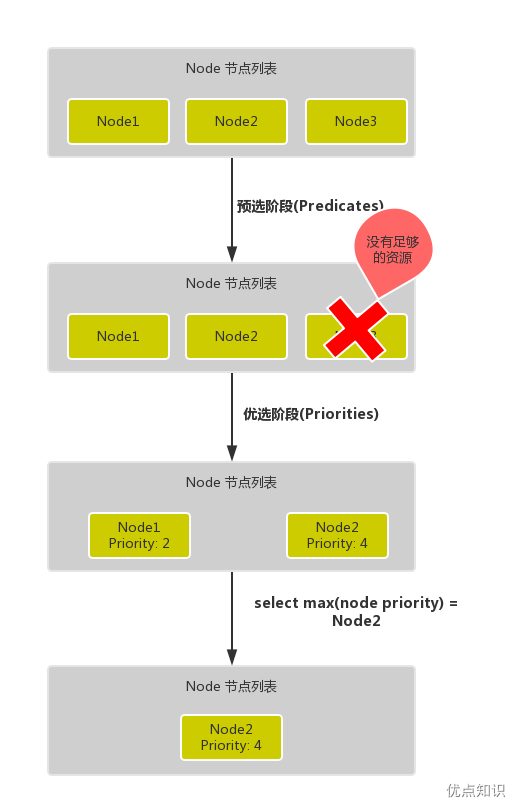 Node 节点列表
Node1
Node2
Node3
预选阶段(Predicates)
没有足够
的资源
Node 节点列表
Node1
Node2
优选阶段(Priorities)
Node 节点列表
Node1
Priority: 2
Node2
Priority: 4
select max(node priority) =
Node2
Node 节点列表
Node2
Priority: 4
优点知识